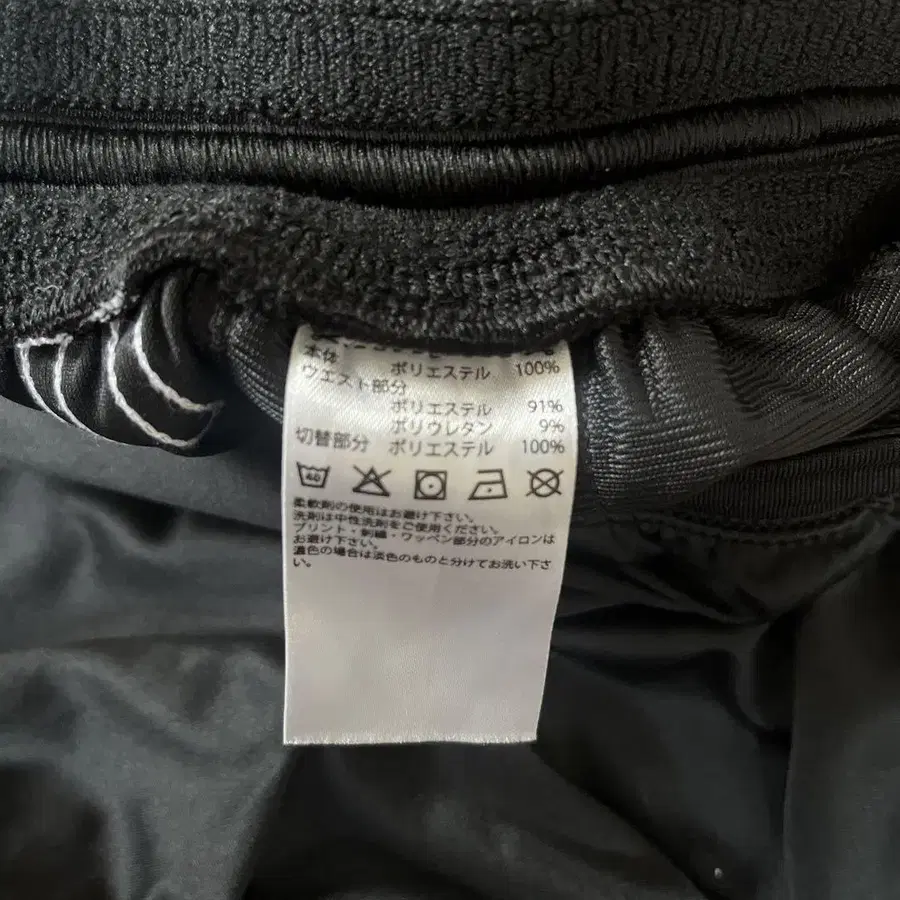 本体 ポリエステル 100%
ウエスト部分
ポリエステル 91%
ポリウレタン 9%
切替部分 ポリエステル 100%
40
柔軟剤の使用はお避け下さい。
洗剤は中性洗剤をご使用ください。
プリント・刺繍・ワッペン部分のアイロンは
お避け下さい。
濃色の場合は淡色のものと分けてお洗い下さ
い。